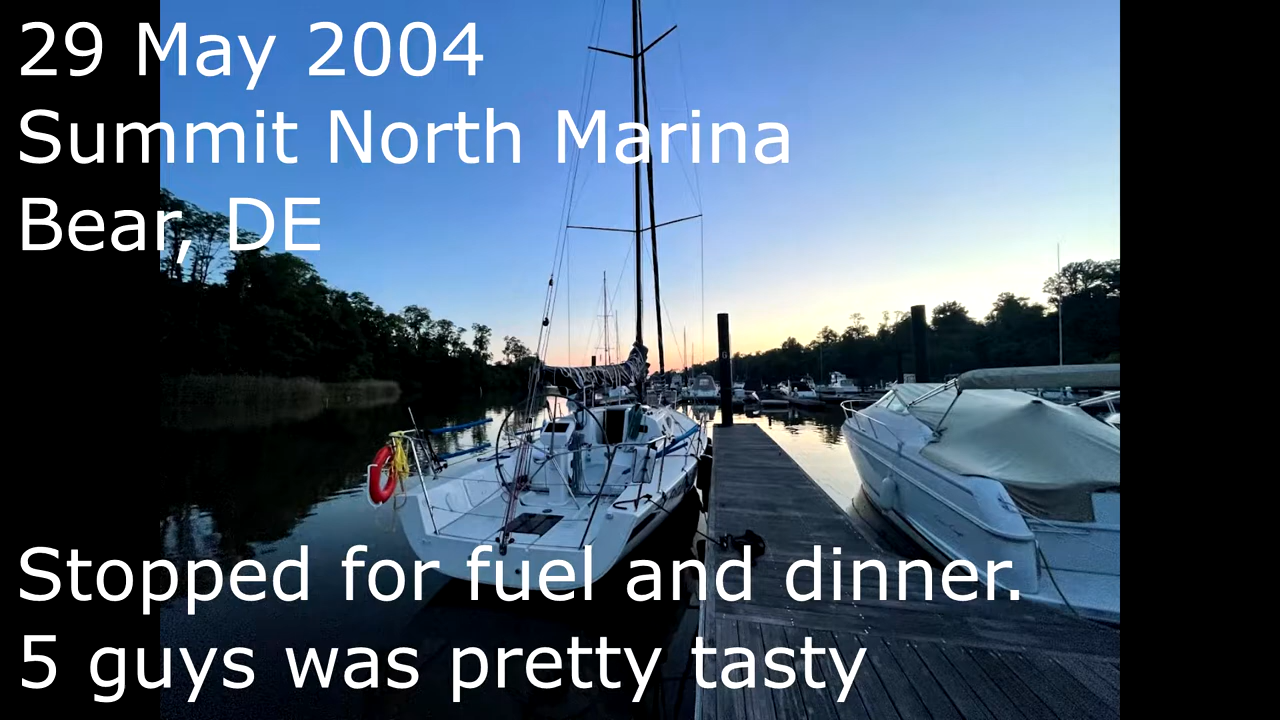 29 May 2004
Summit North Marina
Bear, DE
Stopped for fuel and dinner.
5 guys was pretty tasty